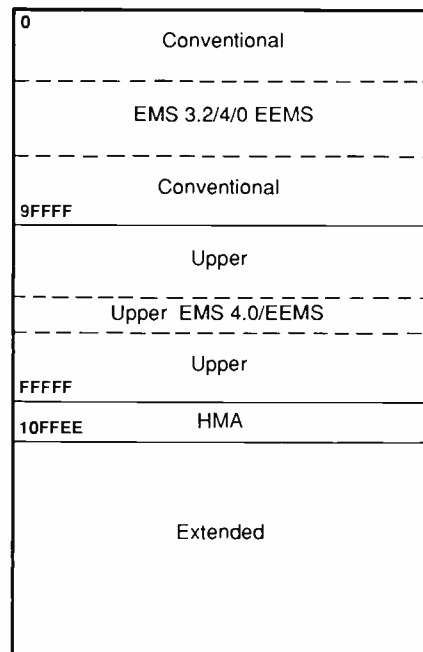 0
Conventional
EMS 3.2/4/0 EEMS
Conventional
9FFFF
Upper
Upper EMS 4.0/EEMS
Upper
FFFFF
HMA
10FFEE
Extended